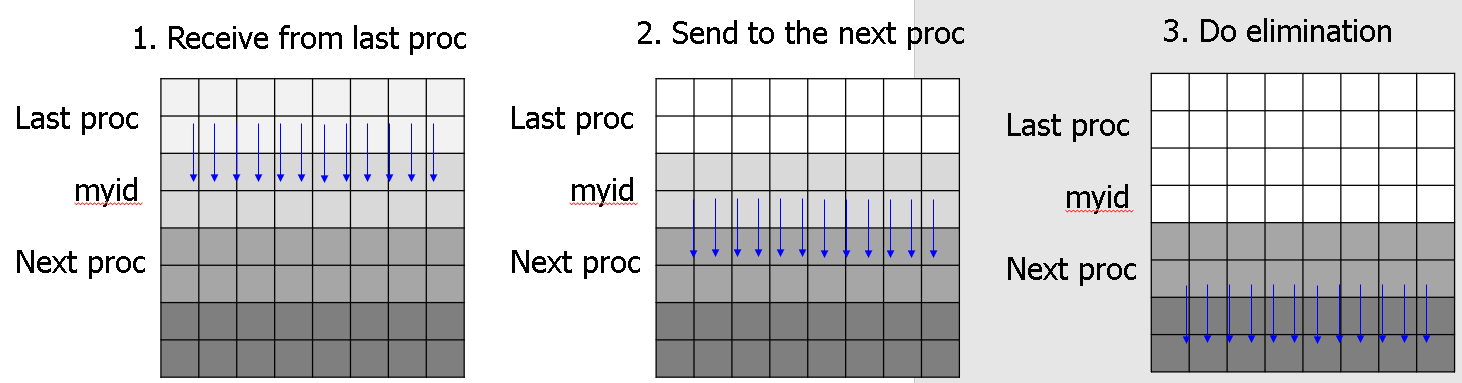 1. Receive from last proc
Last proc
myid
Next proc
2. Send to the next proc
Last proc
myid
Next proc
3. Do elimination
Last proc
myid
Next proc